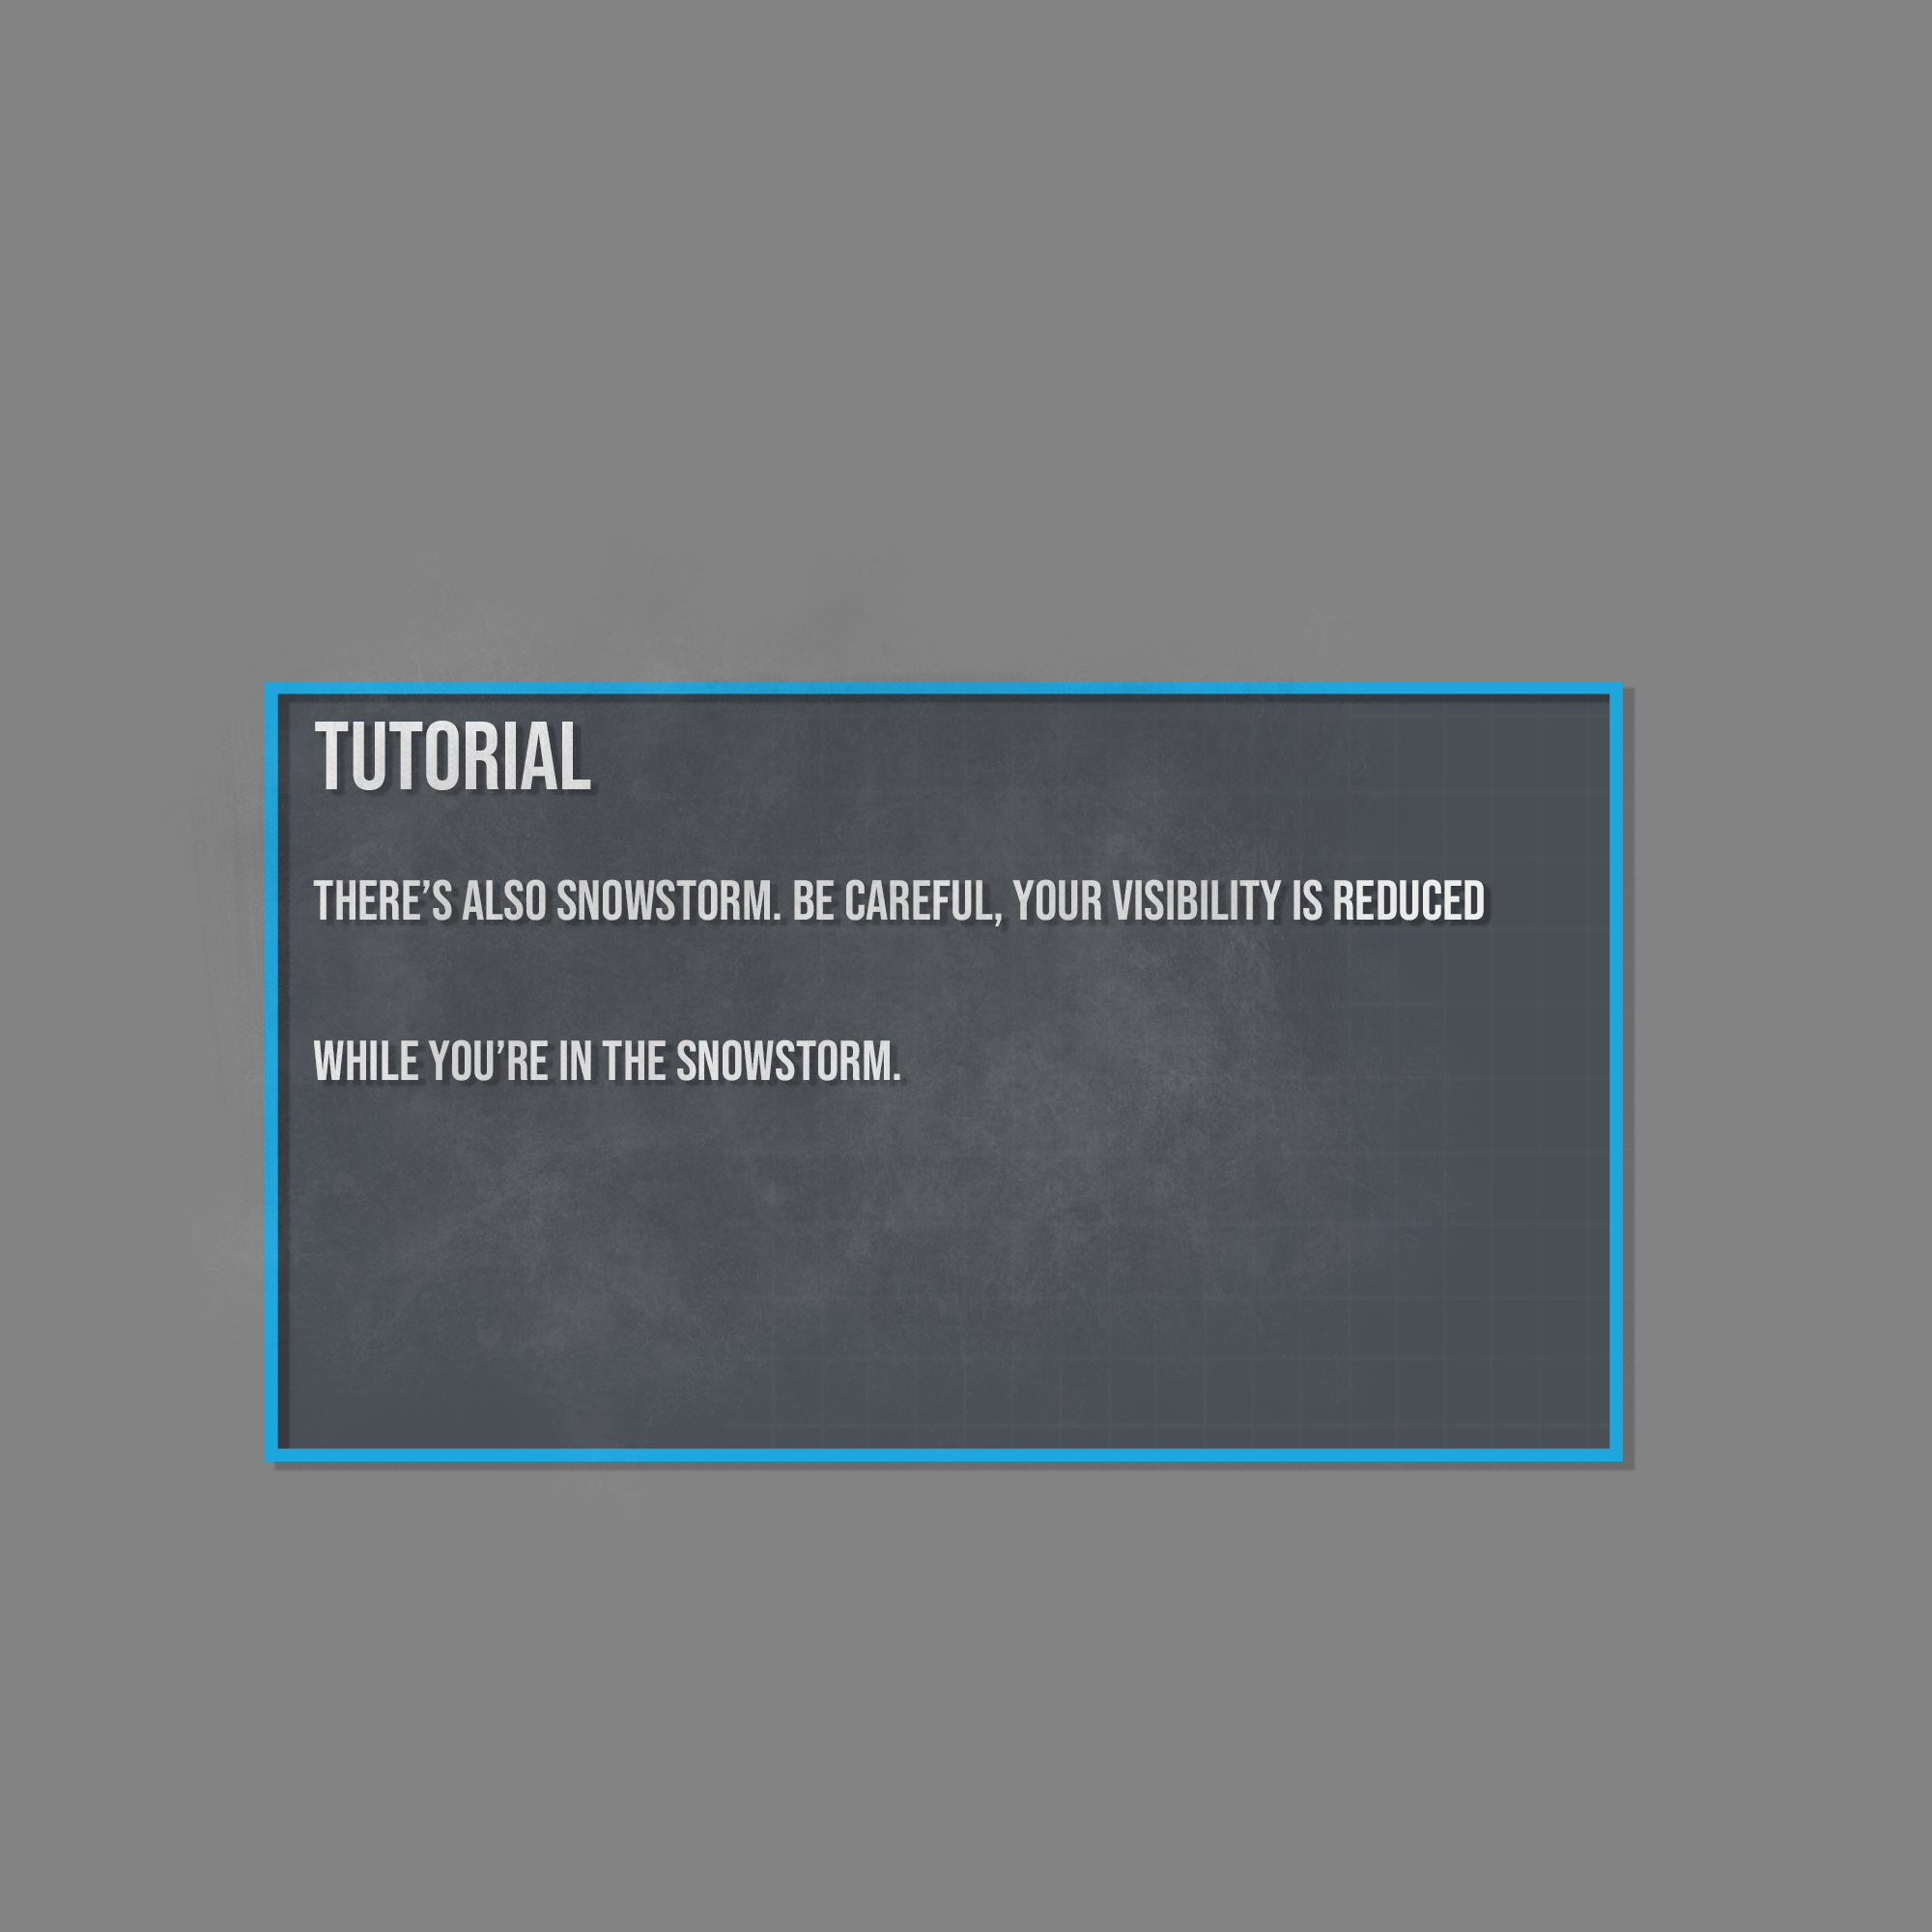 TUTORIAL
THERE'S ALSO SNOWSTORM. BE CAREFUL, YOUR VISIBILITY IS REDUCED
WHILE YOU'RE IN THE SNOWSTORM.